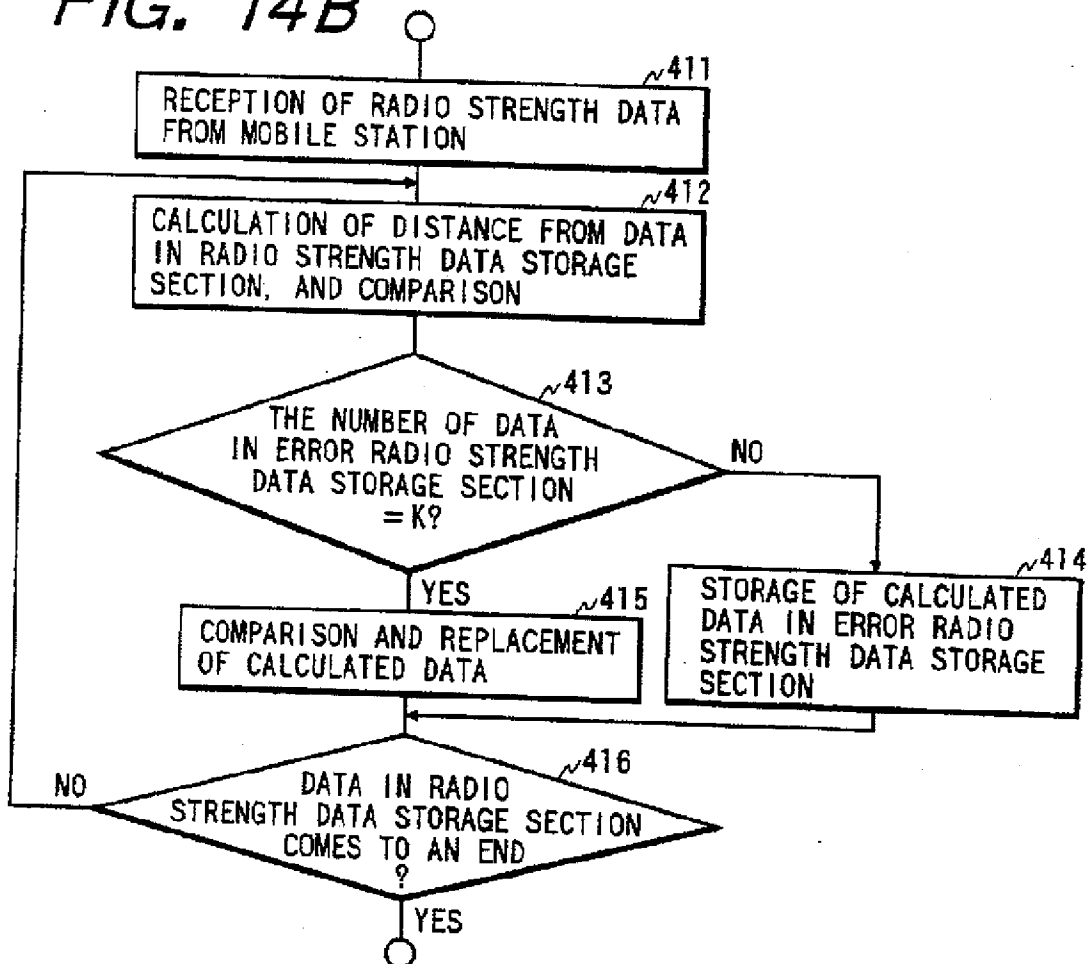 FIG. 14B
411
RECEPTION OF RADIO STRENGTH DATA
FROM MOBILE STATION
412
CALCULATION OF DISTANCE FROM DATA
IN RADIO STRENGTH DATA STORAGE
SECTION, AND COMPARISON
413
THE NUMBER OF DATA
IN ERROR RADIO STRENGTH
DATA STORAGE SECTION
=K?
NO
YES
414
STORAGE OF CALCULATED
DATA IN ERROR RADIO
STRENGTH DATA STORAGE
SECTION
415
COMPARISON AND REPLACEMENT
OF CALCULATED DATA
416
DATA IN RADIO
STRENGTH DATA STORAGE SECTION
COMES TO AN END
?
NO
YES